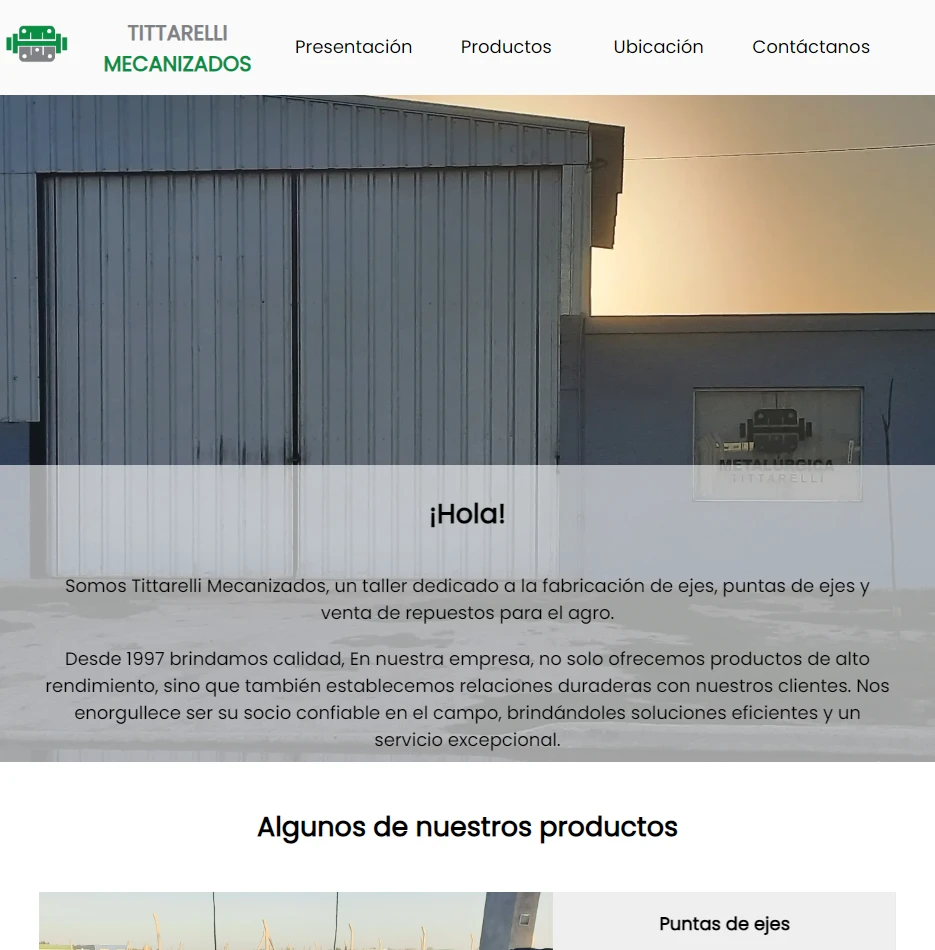 TITTARELLI
MECANIZADOS
Presentación
Productos
Ubicación
Contáctanos
METALÚRGICA
TITTARELLI
¡Hola!
Somos Tittarelli Mecanizados, un taller dedicado a la fabricación de ejes, puntas de ejes y
venta de repuestos para el agro.
Desde 1997 brindamos calidad, En nuestra empresa, no solo ofrecemos productos de alto
rendimiento, sino que también establecemos relaciones duraderas con nuestros clientes. Nos
enorgullece ser su socio confiable en el campo, brindándoles soluciones eficientes y un
servicio excepcional.
Algunos de nuestros productos
Puntas de ejes